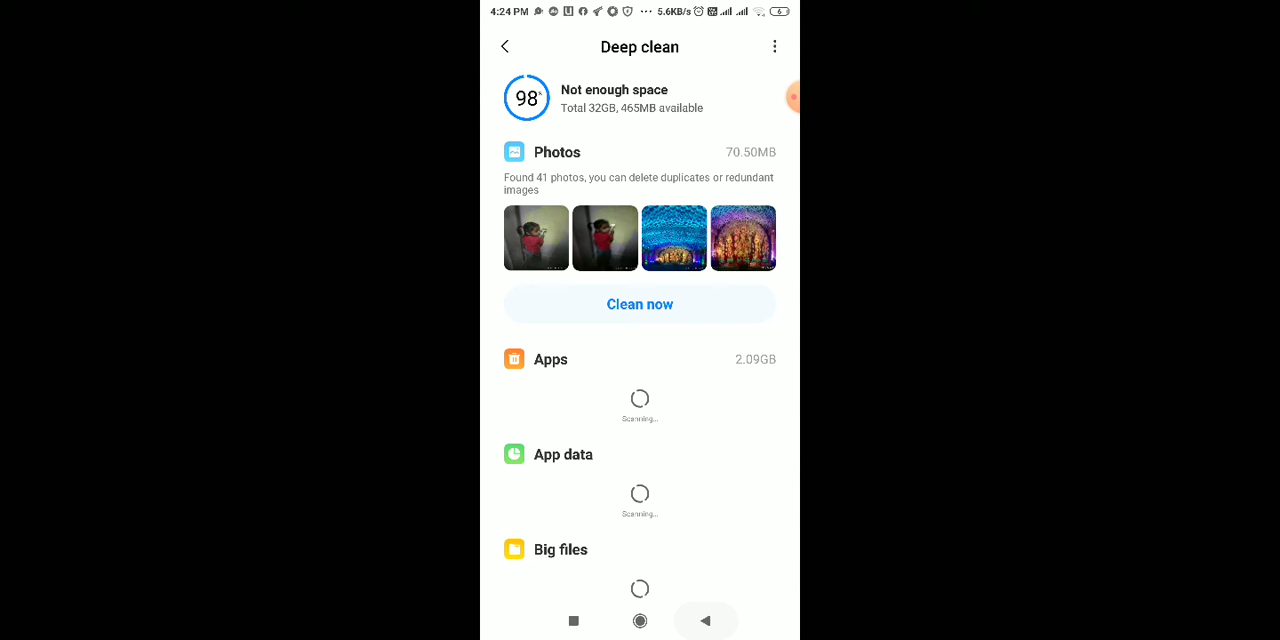 4:24 PM 5.6KB/s 6
Deep clean
98%
Not enough space
Total 32GB, 465MB available
Photos 70.50MB
Found 41 photos, you can delete duplicates or redundant
images
Clean now
Apps 2.09GB
Scanning...
App data
Scanning...
Big files